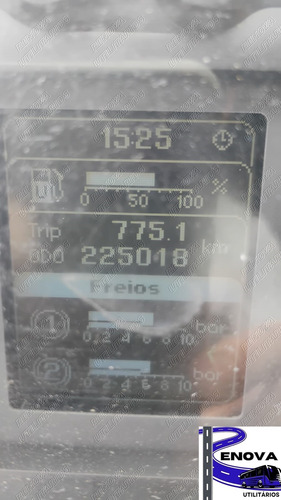 15:25
0 50 100 %
Trip 775.1
ODO 225018 km
Freios
1 bar
0 2 4 6 8 10
2 bar
0 2 4 6 8 10
ENOVA
UTILITÁRIOS